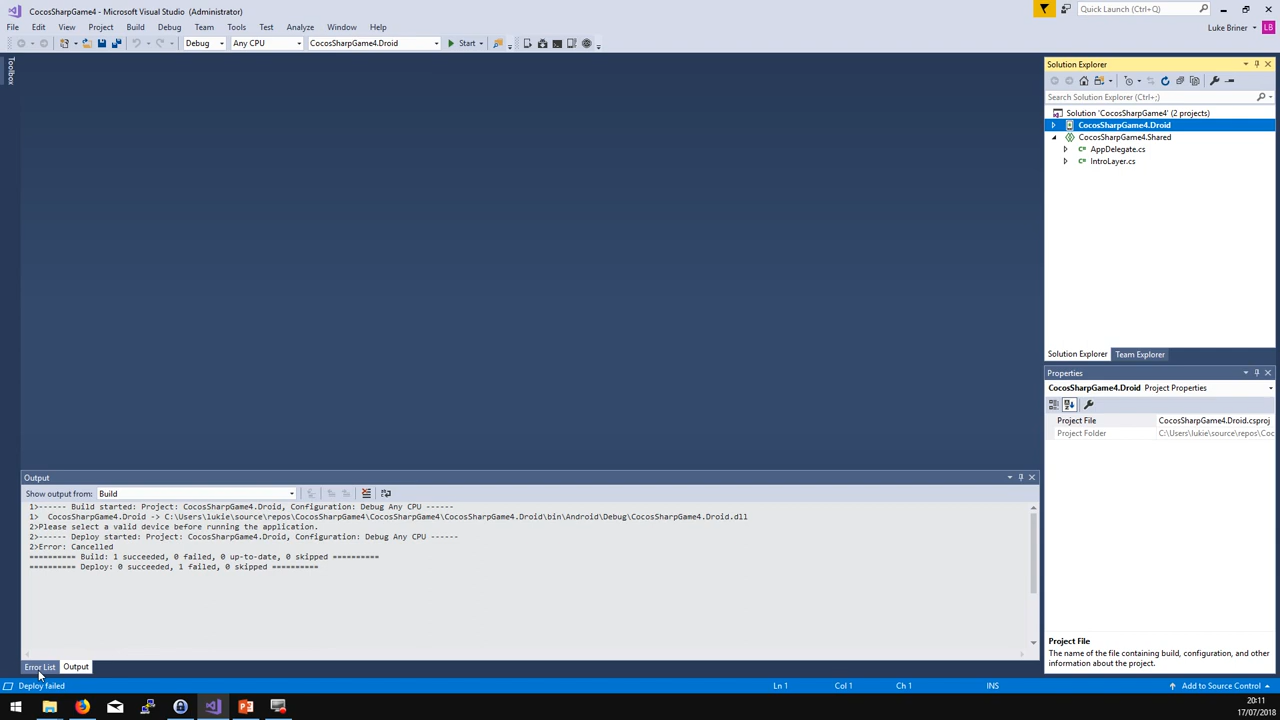 CocosSharpGame4 - Microsoft Visual Studio (Administrator)
Quick Launch (Ctrl+Q)
File Edit View Project Build Debug Team Tools Test Analyze Window Help
Luke Briner
LB
Debug
Any CPU
CocosSharpGame4.Droid
Start
Toolbox
Solution Explorer
Search Solution Explorer (Ctrl+;)
Solution 'CocosSharpGame4' (2 projects)
CocosSharpGame4.Droid
CocosSharpGame4.Shared
AppDelegate.cs
IntroLayer.cs
Solution Explorer Team Explorer
Properties
CocosSharpGame4.Droid Project Properties
Project File CocosSharpGame4.Droid.csproj
Project Folder C:\Users\lukie\source\repos\Coc
Project File
The name of the file containing build, configuration, and other
information about the project.
Output
Show output from: Build
1>------ Build started: Project: CocosSharpGame4.Droid, Configuration: Debug Any CPU ------
1>  CocosSharpGame4.Droid -> C:\Users\lukie\source\repos\CocosSharpGame4\CocosSharpGame4\CocosSharpGame4.Droid\bin\Android\Debug\CocosSharpGame4.Droid.dll
2>Please select a valid device before running the application.
2>------ Deploy started: Project: CocosSharpGame4.Droid, Configuration: Debug Any CPU ------
2>Error: Cancelled
========== Build: 1 succeeded, 0 failed, 0 up-to-date, 0 skipped ==========
========== Deploy: 0 succeeded, 1 failed, 0 skipped ==========
Error List Output
Deploy failed
Ln 1
Col 1
Ch 1
INS
Add to Source Control
20:11
17/07/2018